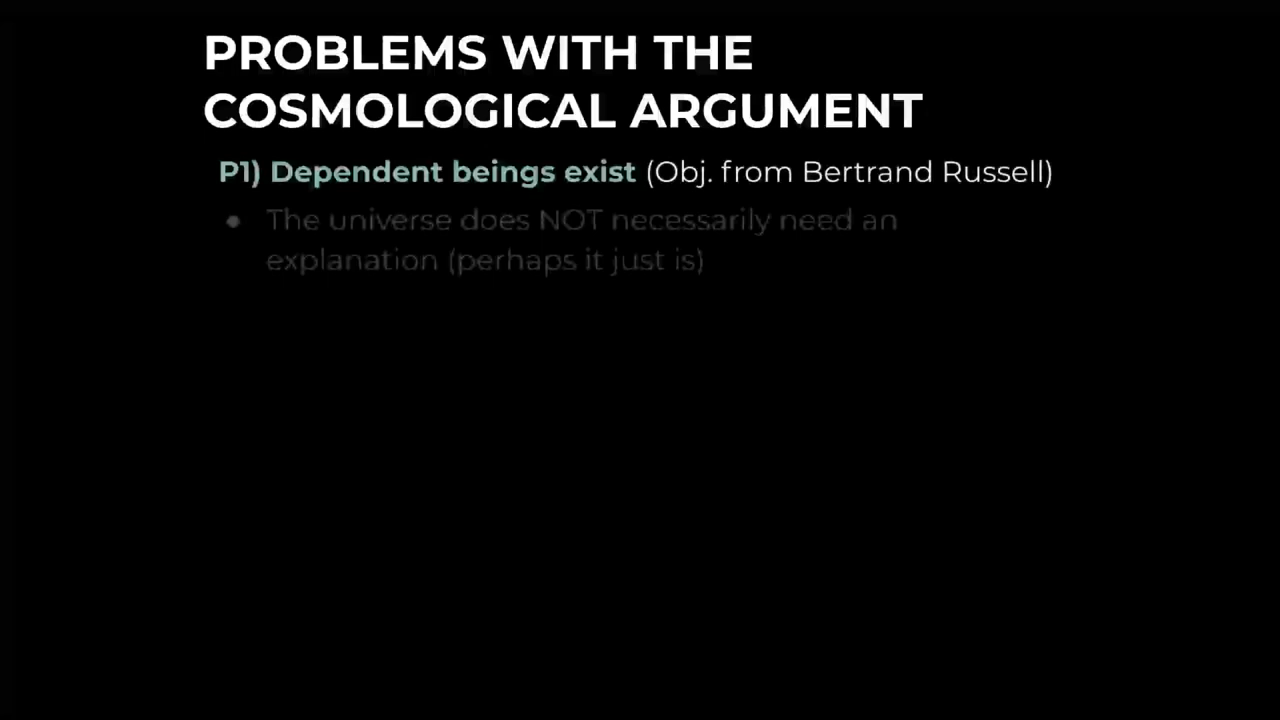 PROBLEMS WITH THE
COSMOLOGICAL ARGUMENT
P1) Dependent beings exist (Obj. from Bertrand Russell)
● The universe does NOT necessarily need an
explanation (perhaps it just is)